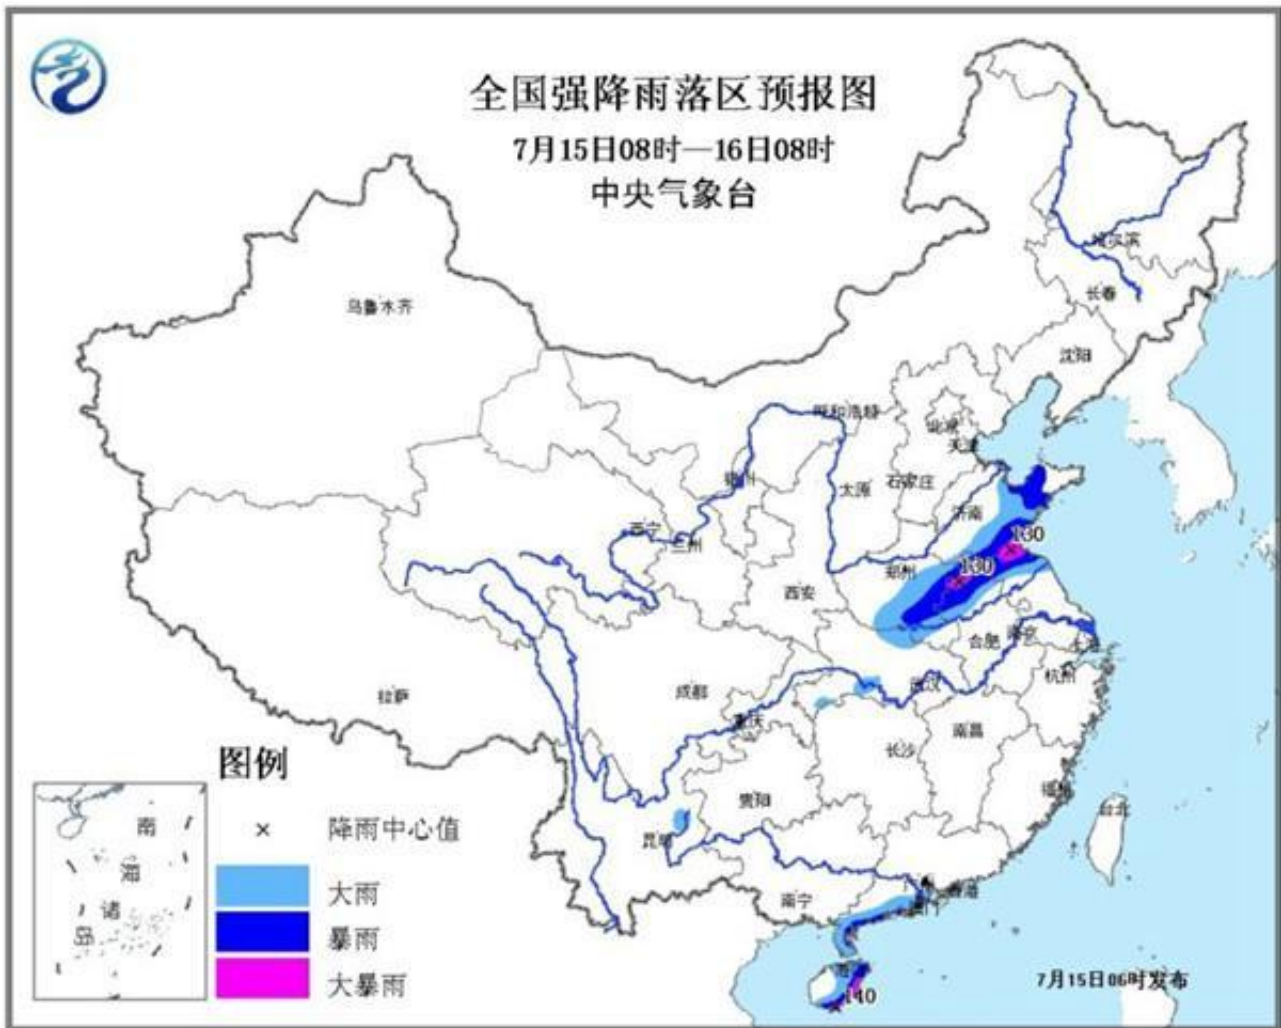 全国强降雨落区预报图
7月15日08时—16日08时
中央气象台
哈尔滨
长春
乌鲁木齐
沈阳
呼和浩特
北京
天津
银川
太原
石家庄
济南
西宁
兰州
130
130
郑州
西安
合肥
南京
上海
拉萨
成都
武汉
杭州
重庆
南昌
长沙
贵阳
福州
台北
昆明
广州
香港
澳门
南宁
海
140
图例
降雨中心值
大雨
暴雨
大暴雨
南
海
诸
岛
7月15日06时发布